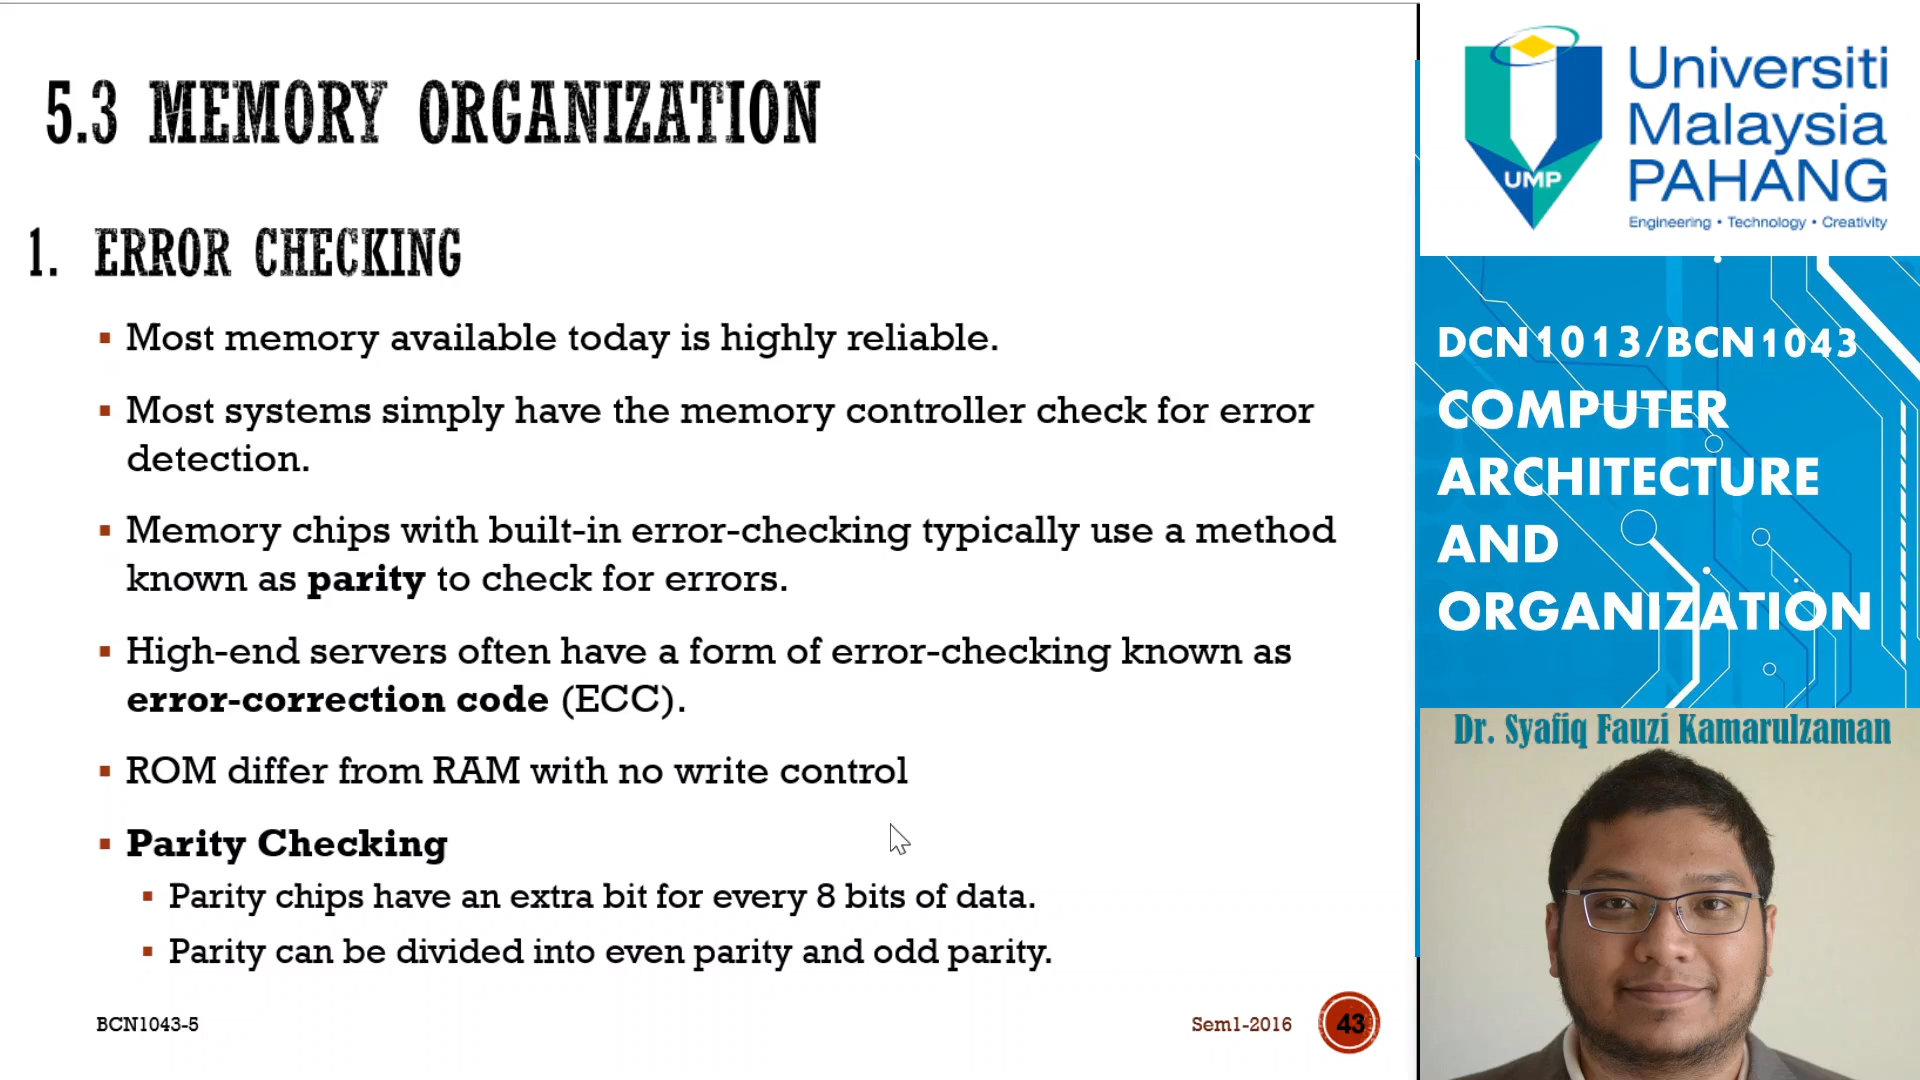 5.3 MEMORY ORGANIZATION
1. ERROR CHECKING
▪ Most memory available today is highly reliable.
▪ Most systems simply have the memory controller check for error
detection.
▪ Memory chips with built-in error-checking typically use a method
known as parity to check for errors.
▪ High-end servers often have a form of error-checking known as
error-correction code (ECC).
▪ ROM differ from RAM with no write control
▪ Parity Checking
▪ Parity chips have an extra bit for every 8 bits of data.
▪ Parity can be divided into even parity and odd parity.
BCN1043-5
Sem1-2016
43
UMP
Universiti
Malaysia
PAHANG
Engineering • Technology • Creativity
DCN1013/BCN1043
COMPUTER
ARCHITECTURE
AND
ORGANIZATION
Dr. Syafiq Fauzi Kamarulzaman